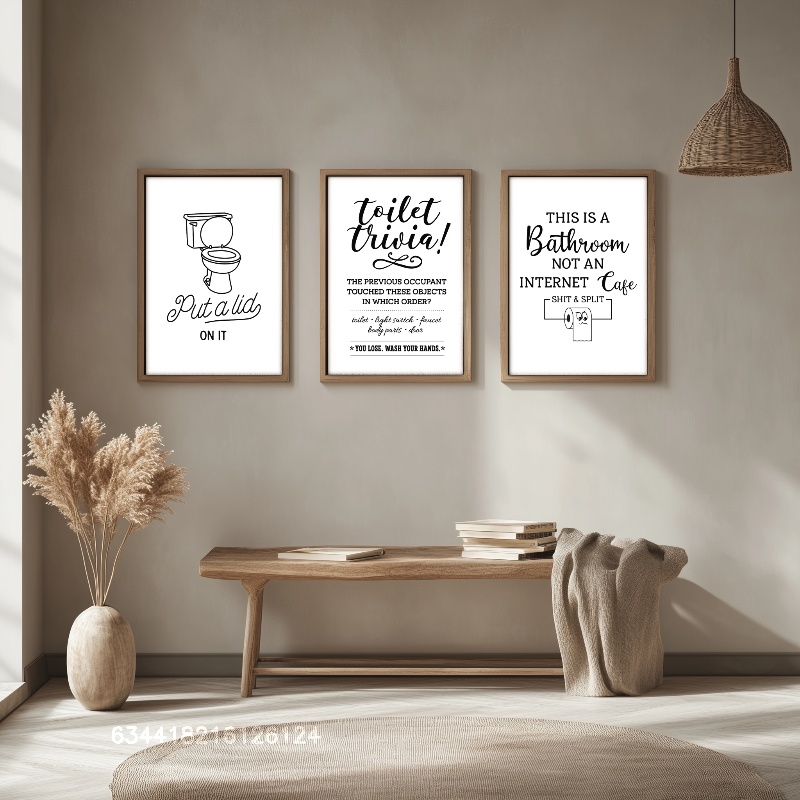 Put a lid
ON IT
toilet
trivia!
THE PREVIOUS OCCUPANT
TOUCHED THESE OBJECTS
IN WHICH ORDER?
toilet • light switch • faucet
body parts • door
*YOU LOSE. WASH YOUR HANDS.*
THIS IS A
Bathroom
NOT AN
INTERNET Cafe
SHIT & SPLIT
634418216126124